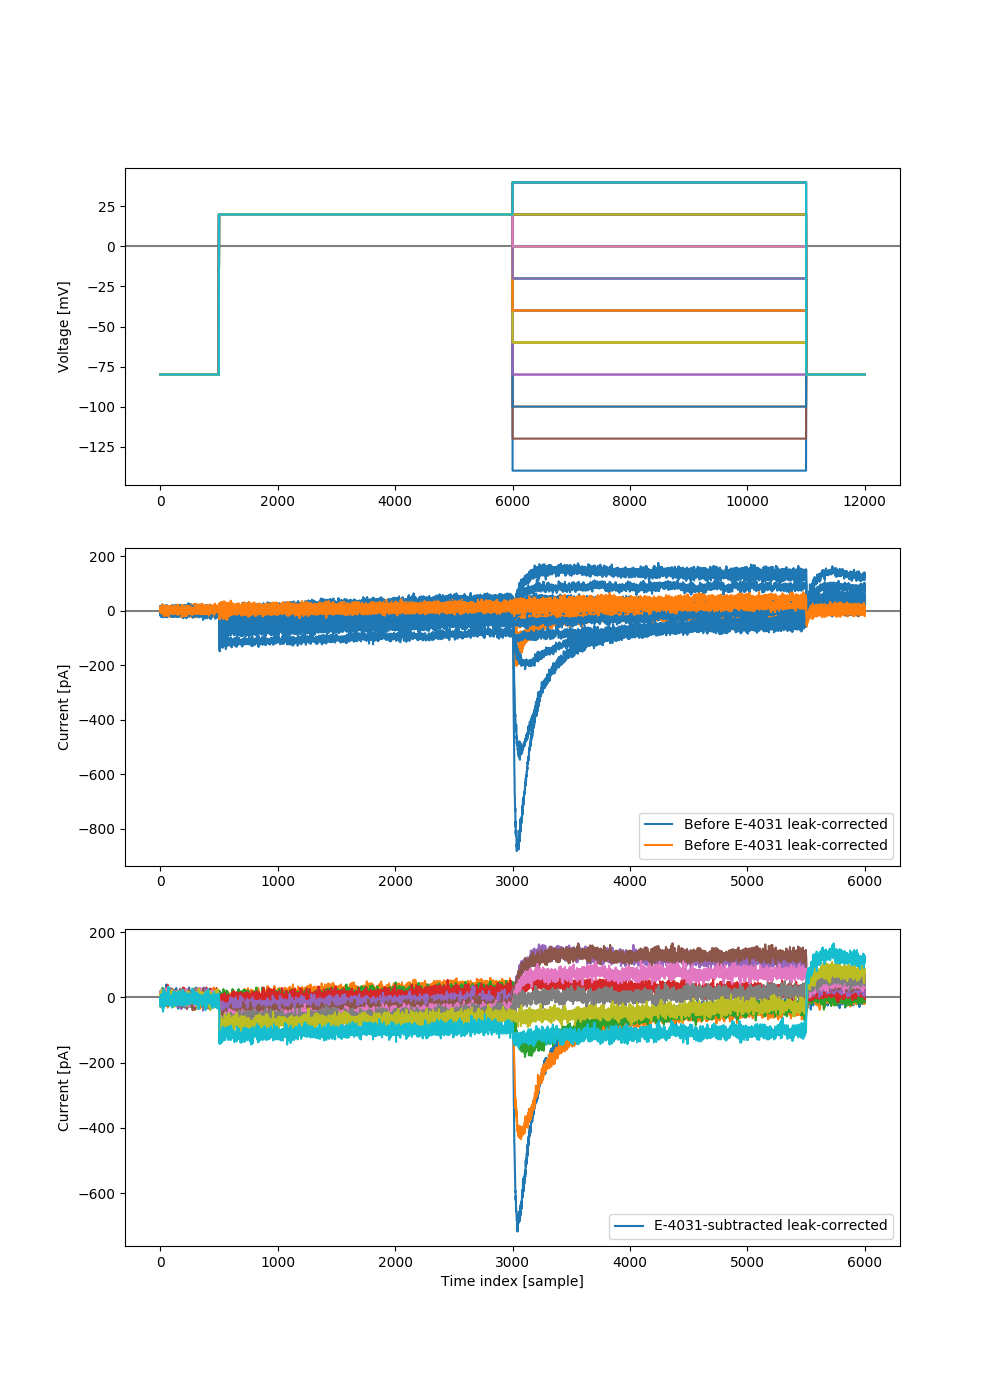 25
0
−25
−50
−75
−100
−125
Voltage [mV]
0 2000 4000 6000 8000 10000 12000
200
0
−200
−400
−600
−800
Current [pA]
Before E-4031 leak-corrected
Before E-4031 leak-corrected
0 1000 2000 3000 4000 5000 6000
200
0
−200
−400
−600
Current [pA]
E-4031-subtracted leak-corrected
0 1000 2000 3000 4000 5000 6000
Time index [sample]